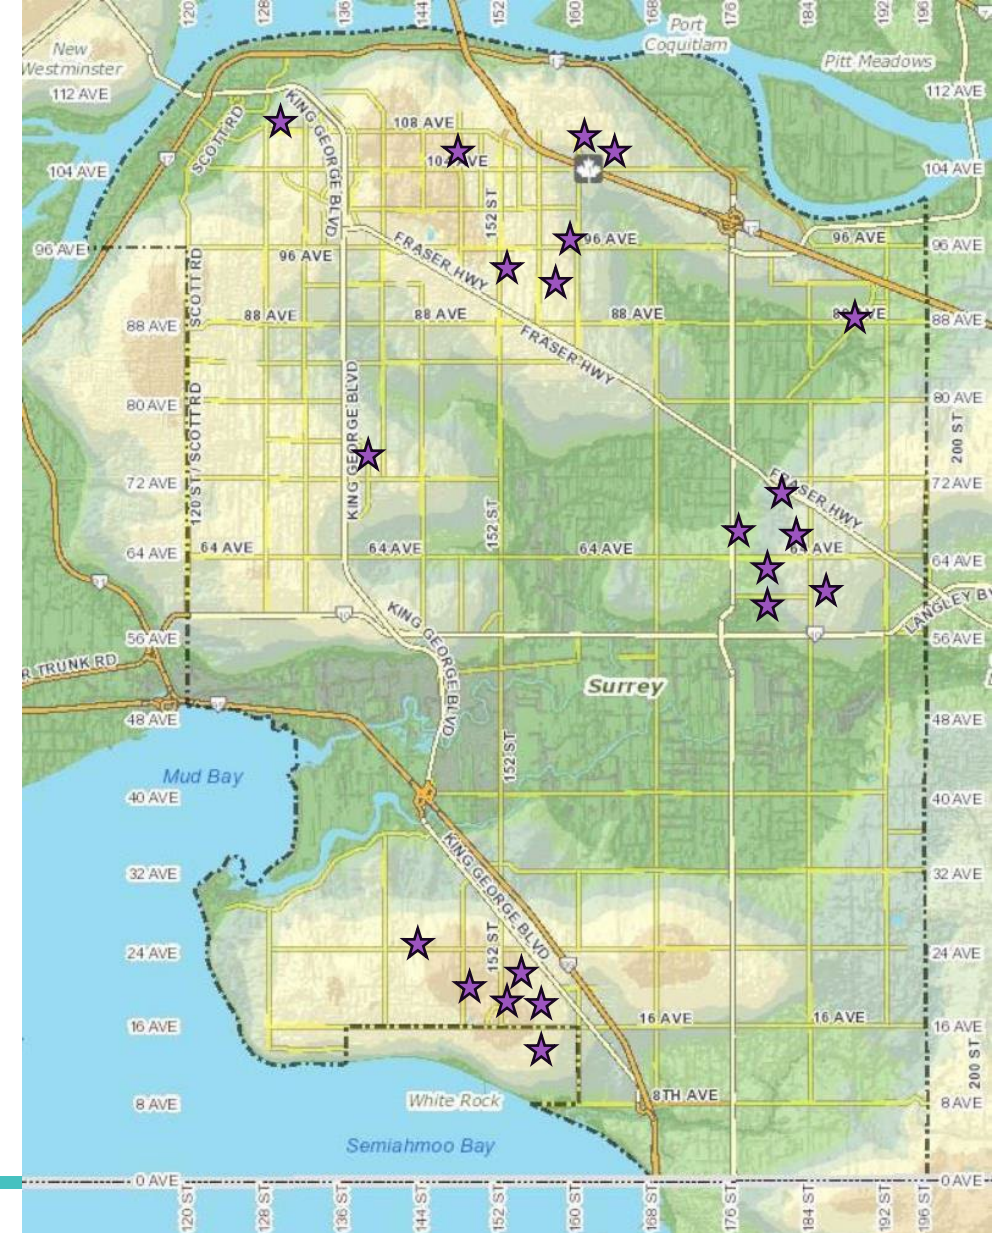 120
128
136
144
152
160
168
176
184
192
196
Port
Coquitlam
New
Westminster
17
Pitt Meadows
112 AVE
KING GEORGE BLVD
108 AVE
112 AVE
SCOTT RD
17
104 AVE
104 AVE
104 AVE
152 ST
96 AVE
96 AVE
FRASER HWY
96 AVE
96 AVE
96 AVE
SCOTT RD
88 AVE
88 AVE
88 AVE
88 AVE
88 AVE
FRASER HWY
80 AVE
120 ST / SCOTT RD
KING GEORGE BLVD
80 AVE
200 ST
72 AVE
152 ST
FRASER HWY
72 AVE
64 AVE
64 AVE
64 AVE
64 AVE
64 AVE
64 AVE
10
KING GEORGE BLVD
LANGLEY
56 AVE
10
56 AVE
R TRUNK RD
Surrey
48 AVE
48 AVE
152 ST
Mud Bay
40 AVE
40 AVE
KING GEORGE BLVD
32 AVE
32 AVE
24 AVE
152 ST
24 AVE
99
16 AVE
16 AVE
16 AVE
16 AVE
200 ST
8 AVE
White Rock
8TH AVE
8 AVE
Semiahmoo Bay
0 AVE
0 AVE
120 ST
128 ST
136 ST
144 ST
152 ST
160 ST
168 ST
176 ST
184 ST
192 ST
196 ST